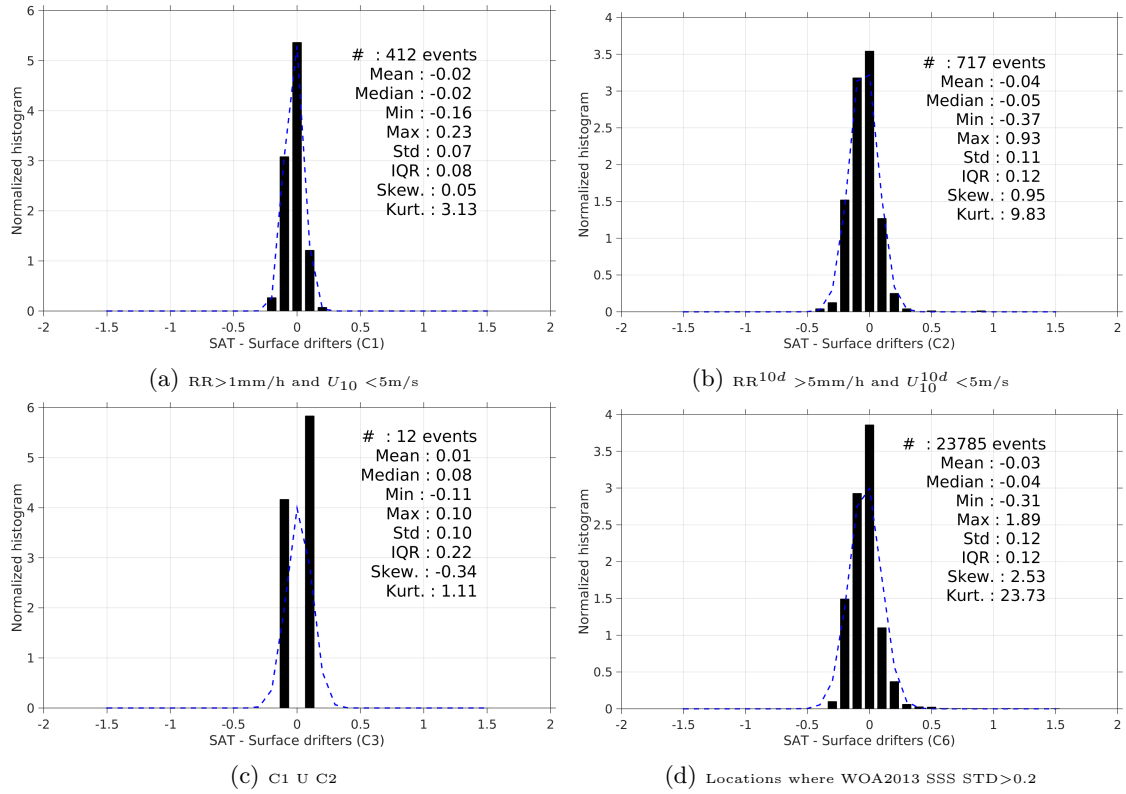 6
5
4
3
2
1
0
Normalized histogram
# : 412 events
Mean : -0.02
Median : -0.02
Min : -0.16
Max : 0.23
Std : 0.07
IQR : 0.08
Skew. : 0.05
Kurt. : 3.13
-2 -1.5 -1 -0.5 0 0.5 1 1.5 2
SAT - Surface drifters (C1)
(a) RR>1mm/h and U10 <5m/s
4
3.5
3
2.5
2
1.5
1
0.5
0
Normalized histogram
# : 717 events
Mean : -0.04
Median : -0.05
Min : -0.37
Max : 0.93
Std : 0.11
IQR : 0.12
Skew. : 0.95
Kurt. : 9.83
-2 -1.5 -1 -0.5 0 0.5 1 1.5 2
SAT - Surface drifters (C2)
(b) RR^10d >5mm/h and U10^10d <5m/s
6
5
4
3
2
1
0
Normalized histogram
# : 12 events
Mean : 0.01
Median : 0.08
Min : -0.11
Max : 0.10
Std : 0.10
IQR : 0.22
Skew. : -0.34
Kurt. : 1.11
-2 -1.5 -1 -0.5 0 0.5 1 1.5 2
SAT - Surface drifters (C3)
(c) C1 U C2
4
3.5
3
2.5
2
1.5
1
0.5
0
Normalized histogram
# : 23785 events
Mean : -0.03
Median : -0.04
Min : -0.31
Max : 1.89
Std : 0.12
IQR : 0.12
Skew. : 2.53
Kurt. : 23.73
-2 -1.5 -1 -0.5 0 0.5 1 1.5 2
SAT - Surface drifters (C6)
(d) Locations where WOA2013 SSS STD>0.2